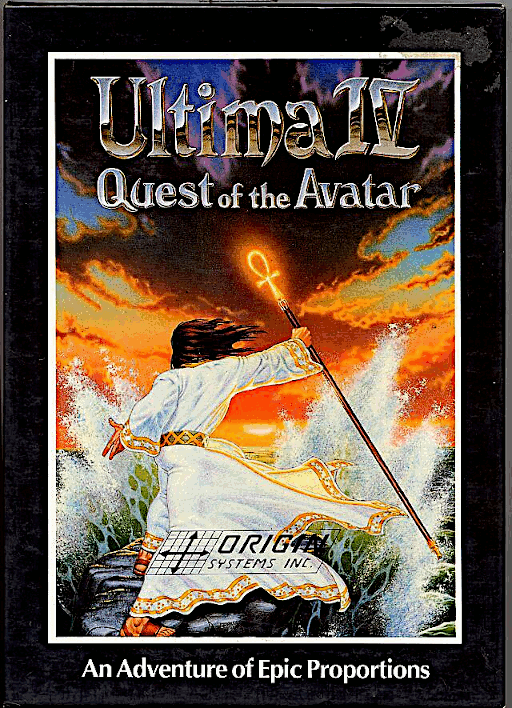 Ultima IV
Quest of the Avatar
ORIGIN
SYSTEMS INC.
An Adventure of Epic Proportions